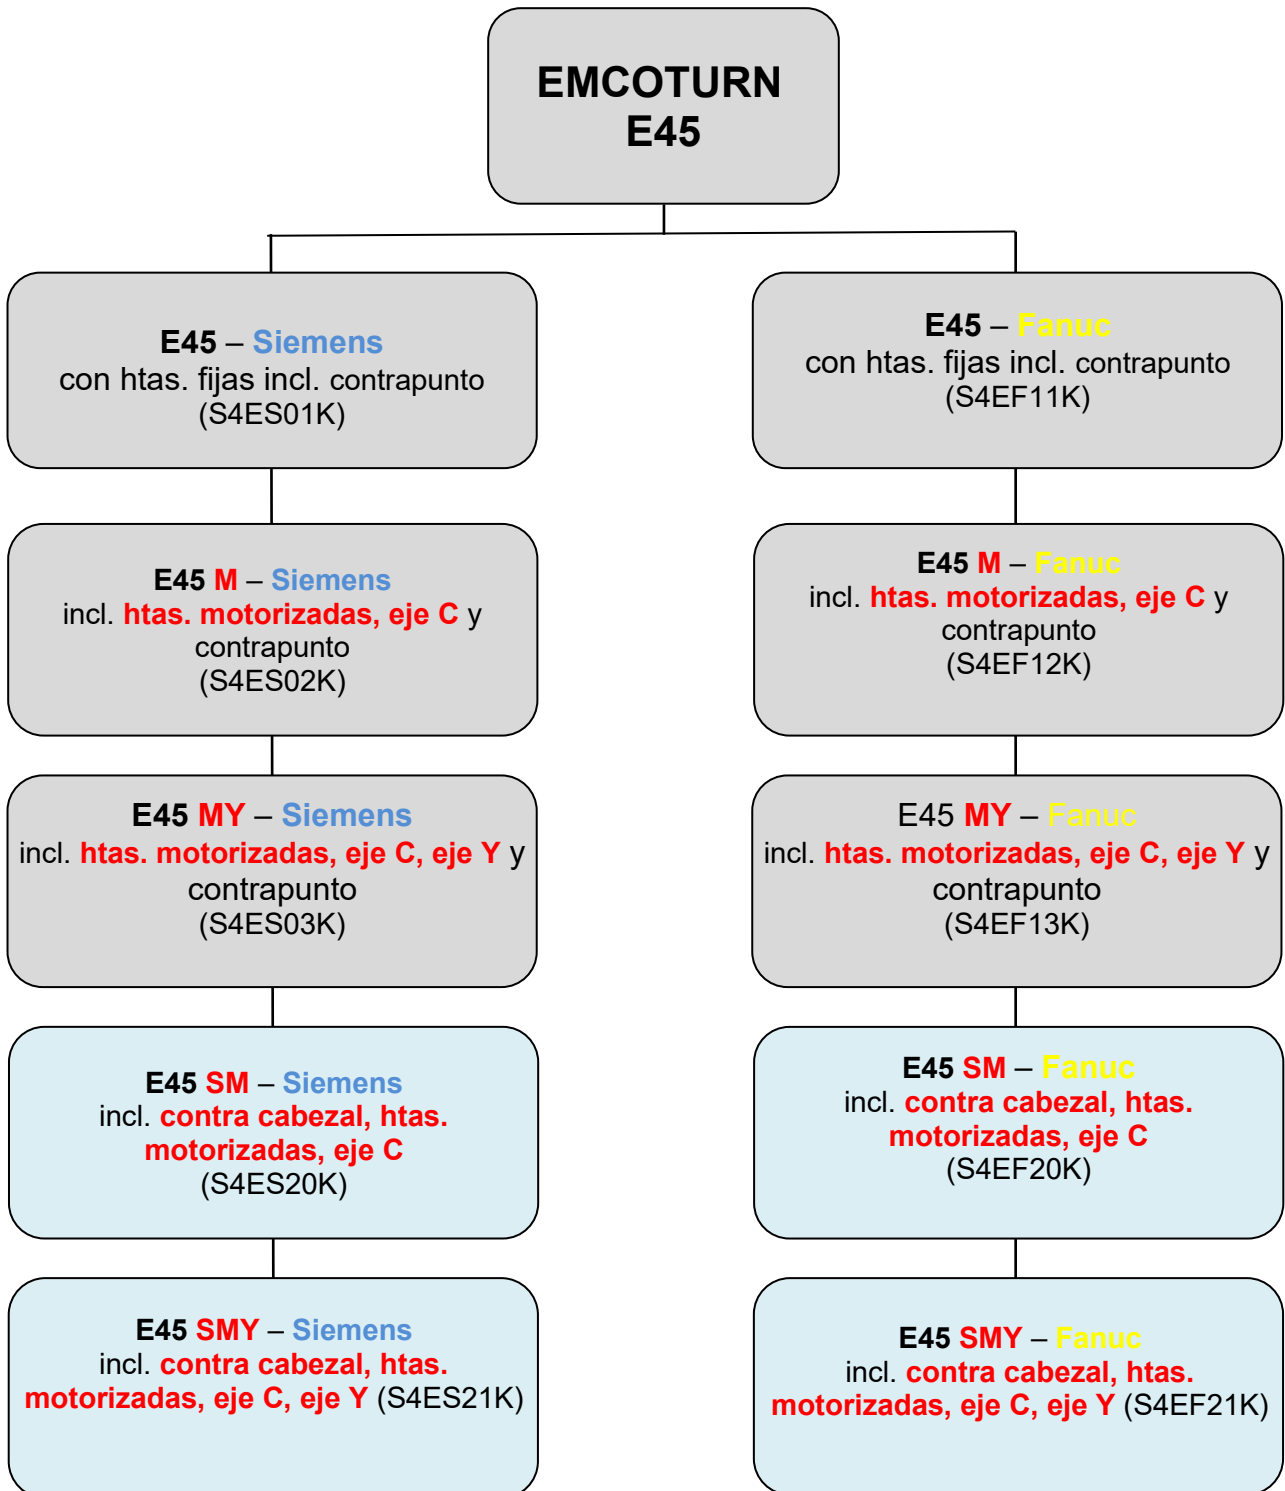 EMCOTURN
E45
E45 – Siemens
con htas. fijas incl. contrapunto
(S4ES01K)
E45 – Fanuc
con htas. fijas incl. contrapunto
(S4EF11K)
E45 M – Siemens
incl. htas. motorizadas, eje C y
contrapunto
(S4ES02K)
E45 M – Fanuc
incl. htas. motorizadas, eje C y
contrapunto
(S4EF12K)
E45 MY – Siemens
incl. htas. motorizadas, eje C, eje Y y
contrapunto
(S4ES03K)
E45 MY – Fanuc
incl. htas. motorizadas, eje C, eje Y y
contrapunto
(S4EF13K)
E45 SM – Siemens
incl. contra cabezal, htas.
motorizadas, eje C
(S4ES20K)
E45 SM – Fanuc
incl. contra cabezal, htas.
motorizadas, eje C
(S4EF20K)
E45 SMY – Siemens
incl. contra cabezal, htas.
motorizadas, eje C, eje Y (S4ES21K)
E45 SMY – Fanuc
incl. contra cabezal, htas.
motorizadas, eje C, eje Y (S4EF21K)